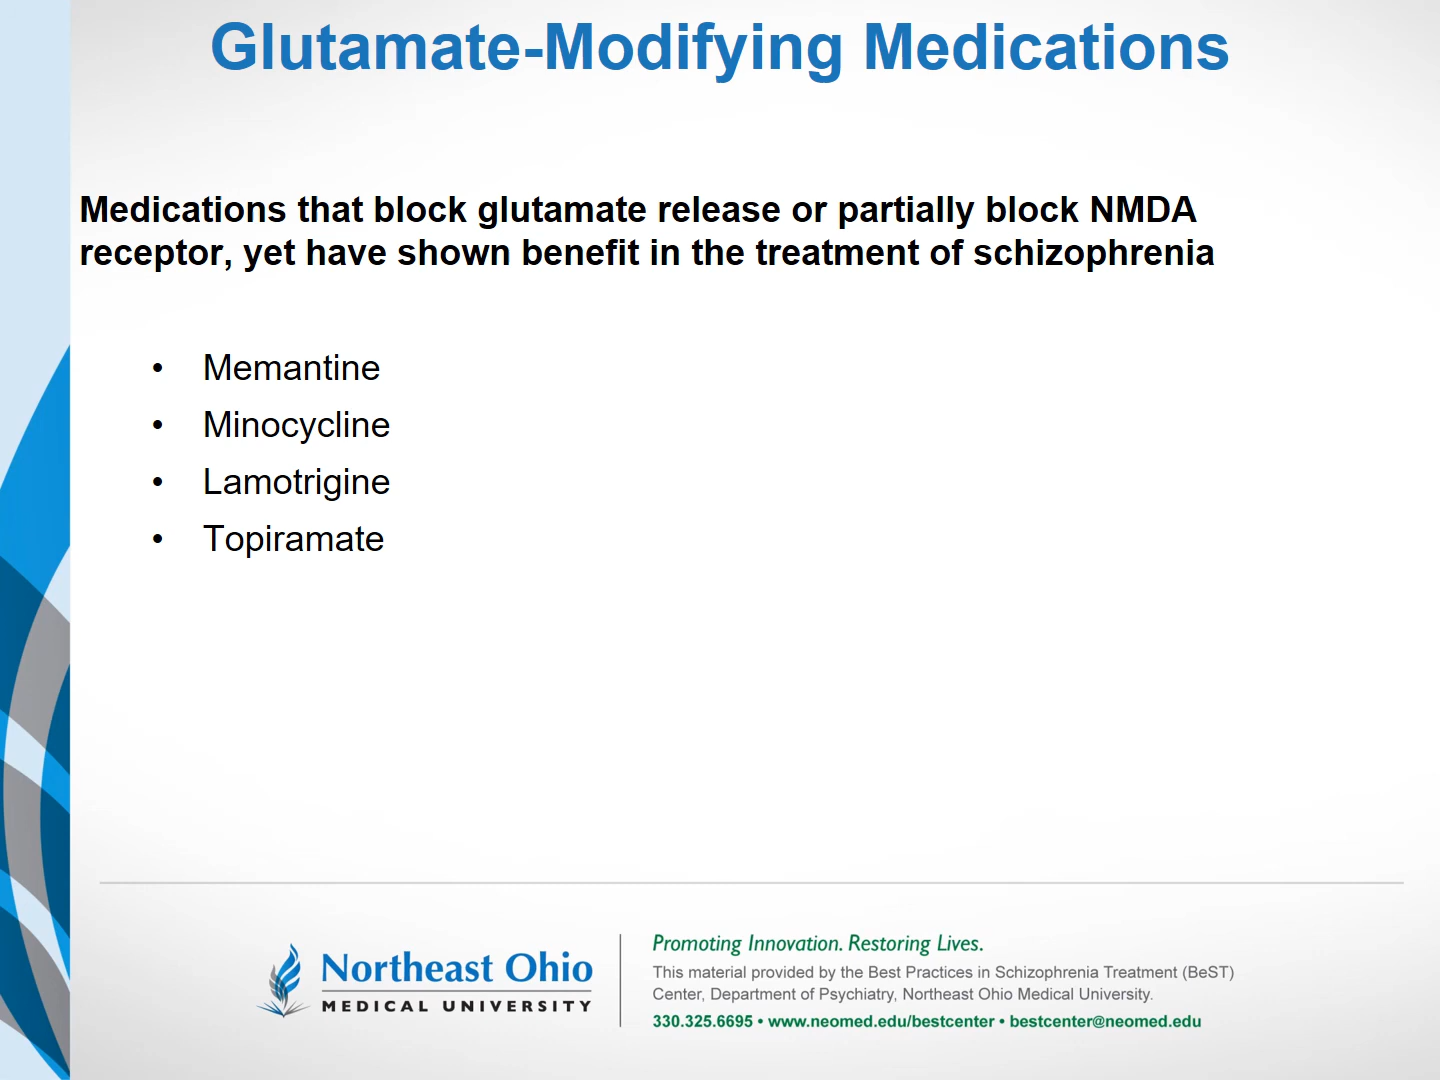 Glutamate-Modifying Medications
Medications that block glutamate release or partially block NMDA
receptor, yet have shown benefit in the treatment of schizophrenia
• Memantine
• Minocycline
• Lamotrigine
• Topiramate
Northeast Ohio
MEDICAL UNIVERSITY
Promoting Innovation. Restoring Lives.
This material provided by the Best Practices in Schizophrenia Treatment (BeST)
Center, Department of Psychiatry, Northeast Ohio Medical University.
330.325.6695 • www.neomed.edu/bestcenter • bestcenter@neomed.edu